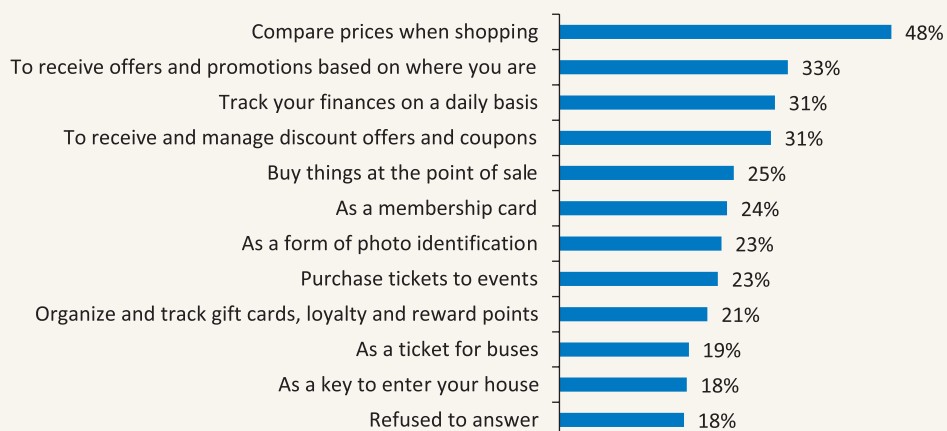 Compare prices when shopping 48%
To receive offers and promotions based on where you are 33%
Track your finances on a daily basis 31%
To receive and manage discount offers and coupons 31%
Buy things at the point of sale 25%
As a membership card 24%
As a form of photo identification 23%
Purchase tickets to events 23%
Organize and track gift cards, loyalty and reward points 21%
As a ticket for buses 19%
As a key to enter your house 18%
Refused to answer 18%